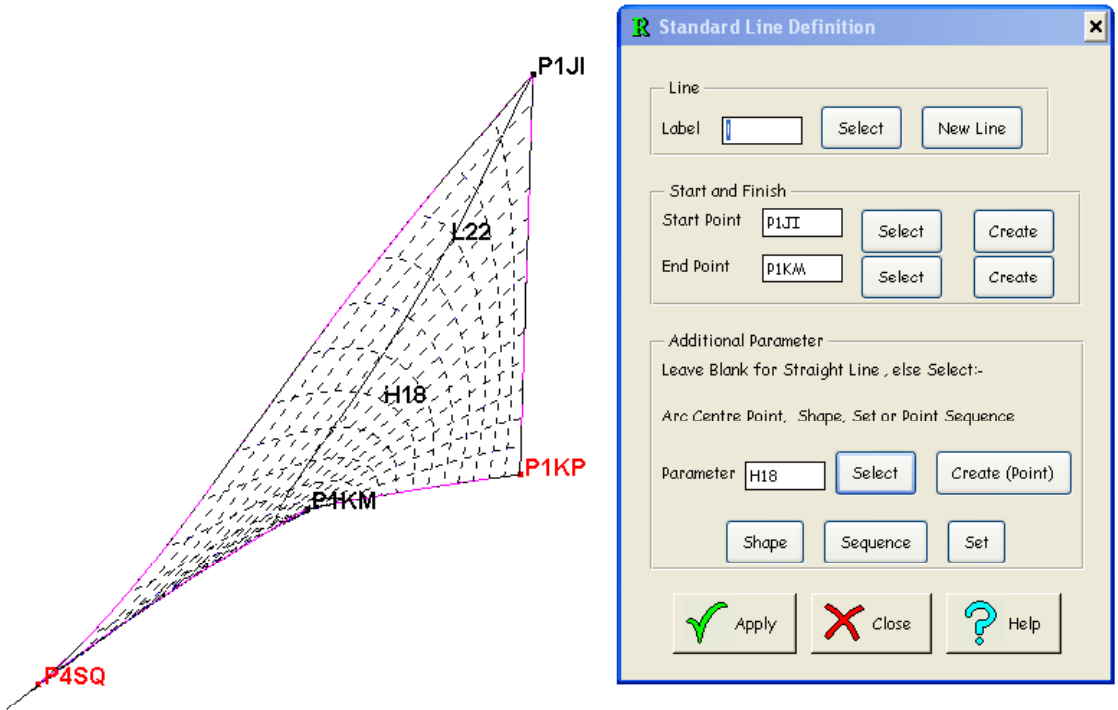 P1JI
L22
H18
P1KP
P1KM
P4SQ
R Standard Line Definition
Line
Label Select New Line
Start and Finish
Start Point P1JI Select Create
End Point P1KM Select Create
Additional Parameter
Leave Blank for Straight Line , else Select:-
Arc Centre Point, Shape, Set or Point Sequence
Parameter H18 Select Create (Point)
Shape Sequence Set
Apply Close Help